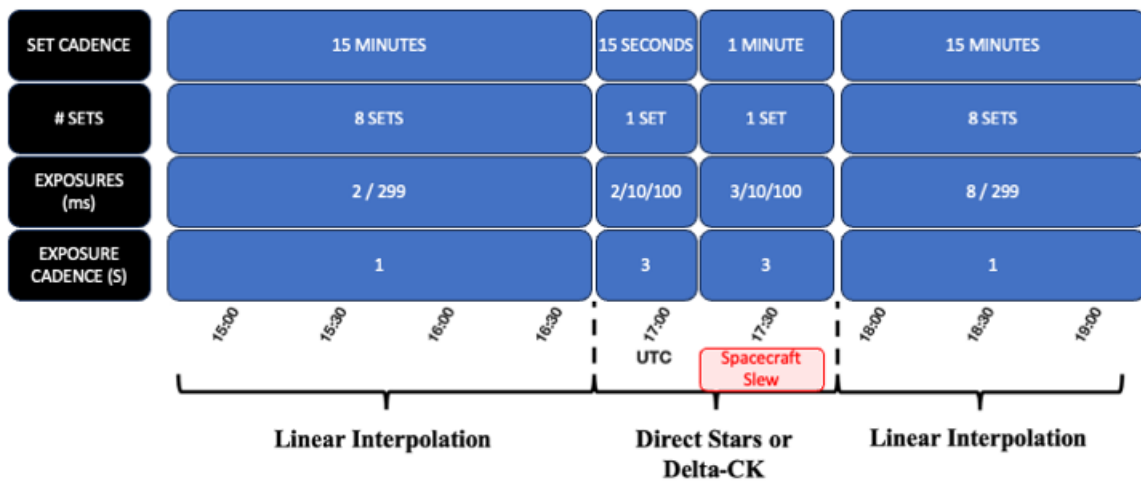 SET CADENCE
15 MINUTES
15 SECONDS
1 MINUTE
15 MINUTES
# SETS
8 SETS
1 SET
1 SET
8 SETS
EXPOSURES
(ms)
2 / 299
2/10/100
3/10/100
8 / 299
EXPOSURE
CADENCE (S)
1
3
3
1
15:00
15:30
16:00
16:30
17:00
17:30
18:00
18:30
19:00
UTC
Spacecraft
Slew
Linear Interpolation
Direct Stars or
Delta-CK
Linear Interpolation